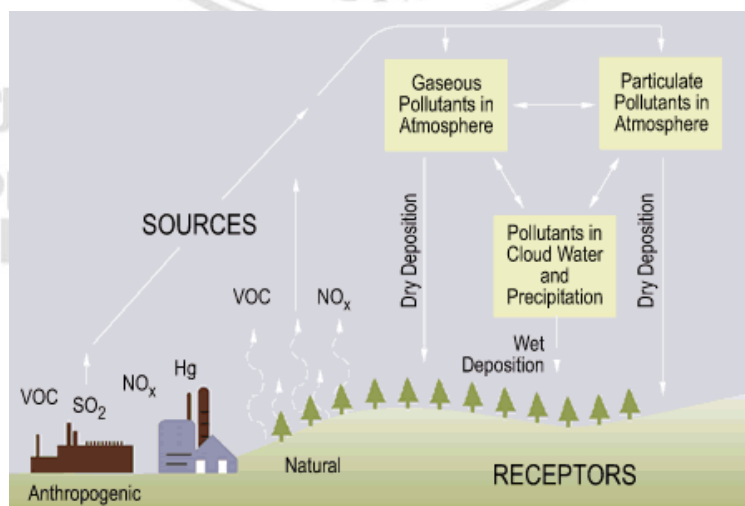 Gaseous
Pollutants in
Atmosphere
Particulate
Pollutants in
Atmosphere
SOURCES
Dry Deposition
Pollutants in
Cloud Water
and
Precipitation
Dry Deposition
VOC
NOx
Wet
Deposition
VOC
SO2
NOx
Hg
Natural
RECEPTORS
Anthropogenic